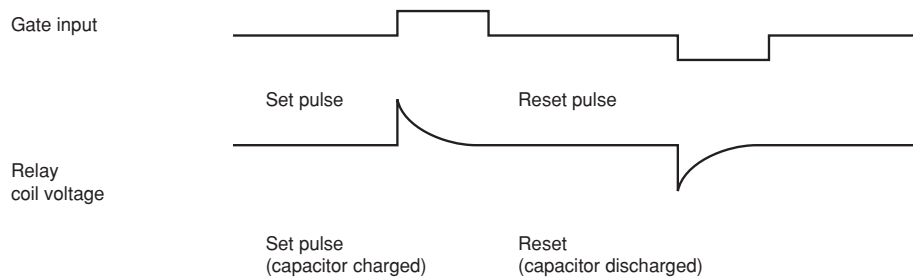 Gate input
Set pulse
Reset pulse
Relay
coil voltage
Set pulse
(capacitor charged)
Reset
(capacitor discharged)